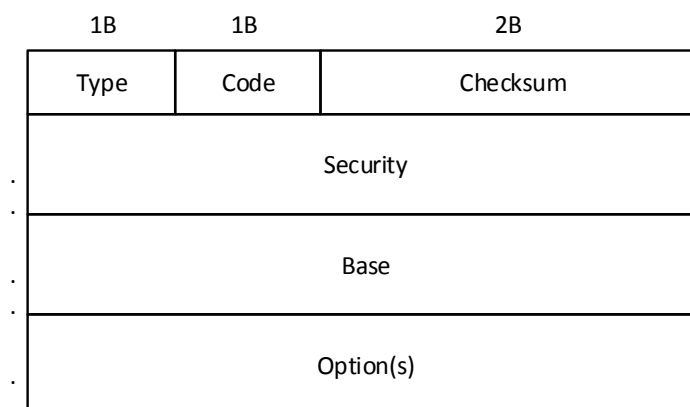 1B 1B 2B
Type Code Checksum
Security
.
.
Base
.
.
Option(s)
.